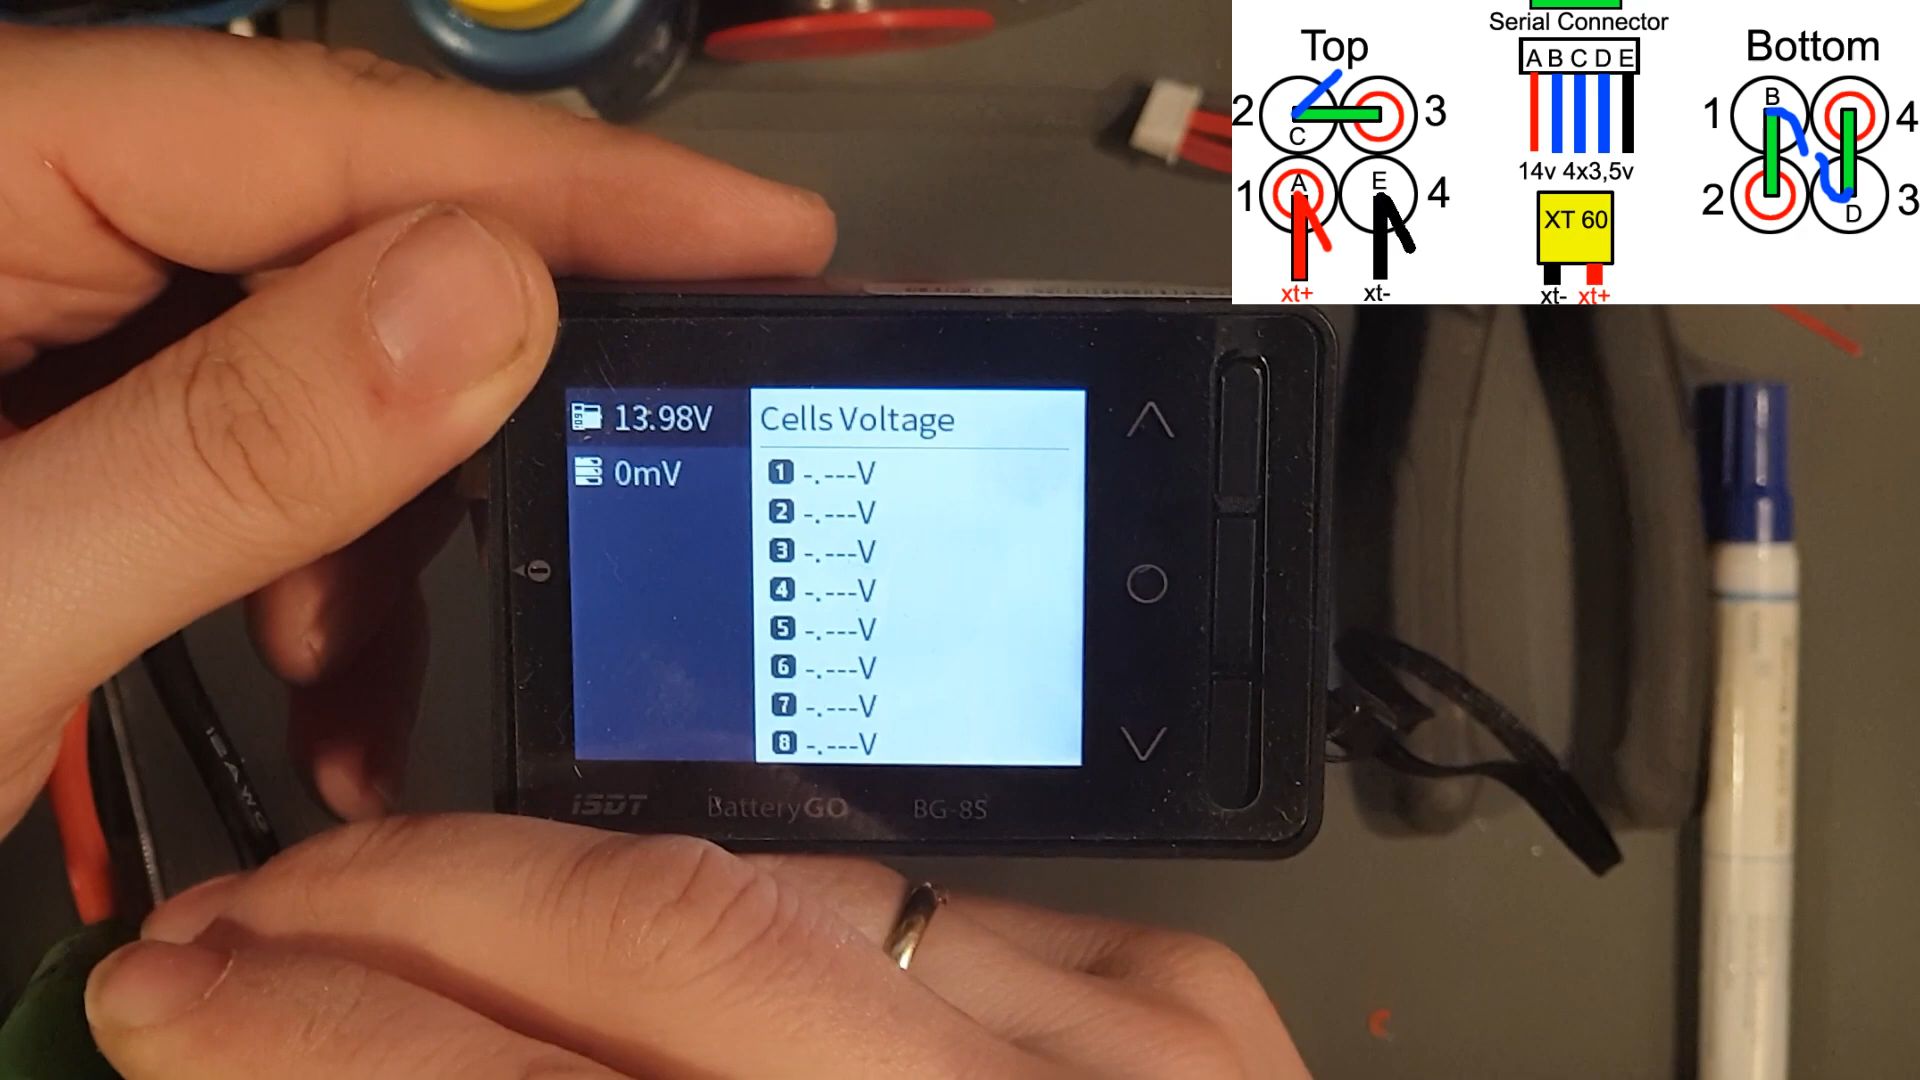 Top
2
C
3
1
A
E
4
xt+
xt-
Serial Connector
A B C D E
14v 4x3,5v
XT 60
xt- xt+
Bottom
1
B
4
2
D
3
13.98V
0mV
Cells Voltage
1 -.---V
2 -.---V
3 -.---V
4 -.---V
5 -.---V
6 -.---V
7 -.---V
8 -.---V
iSDT BatteryGO BG-8S